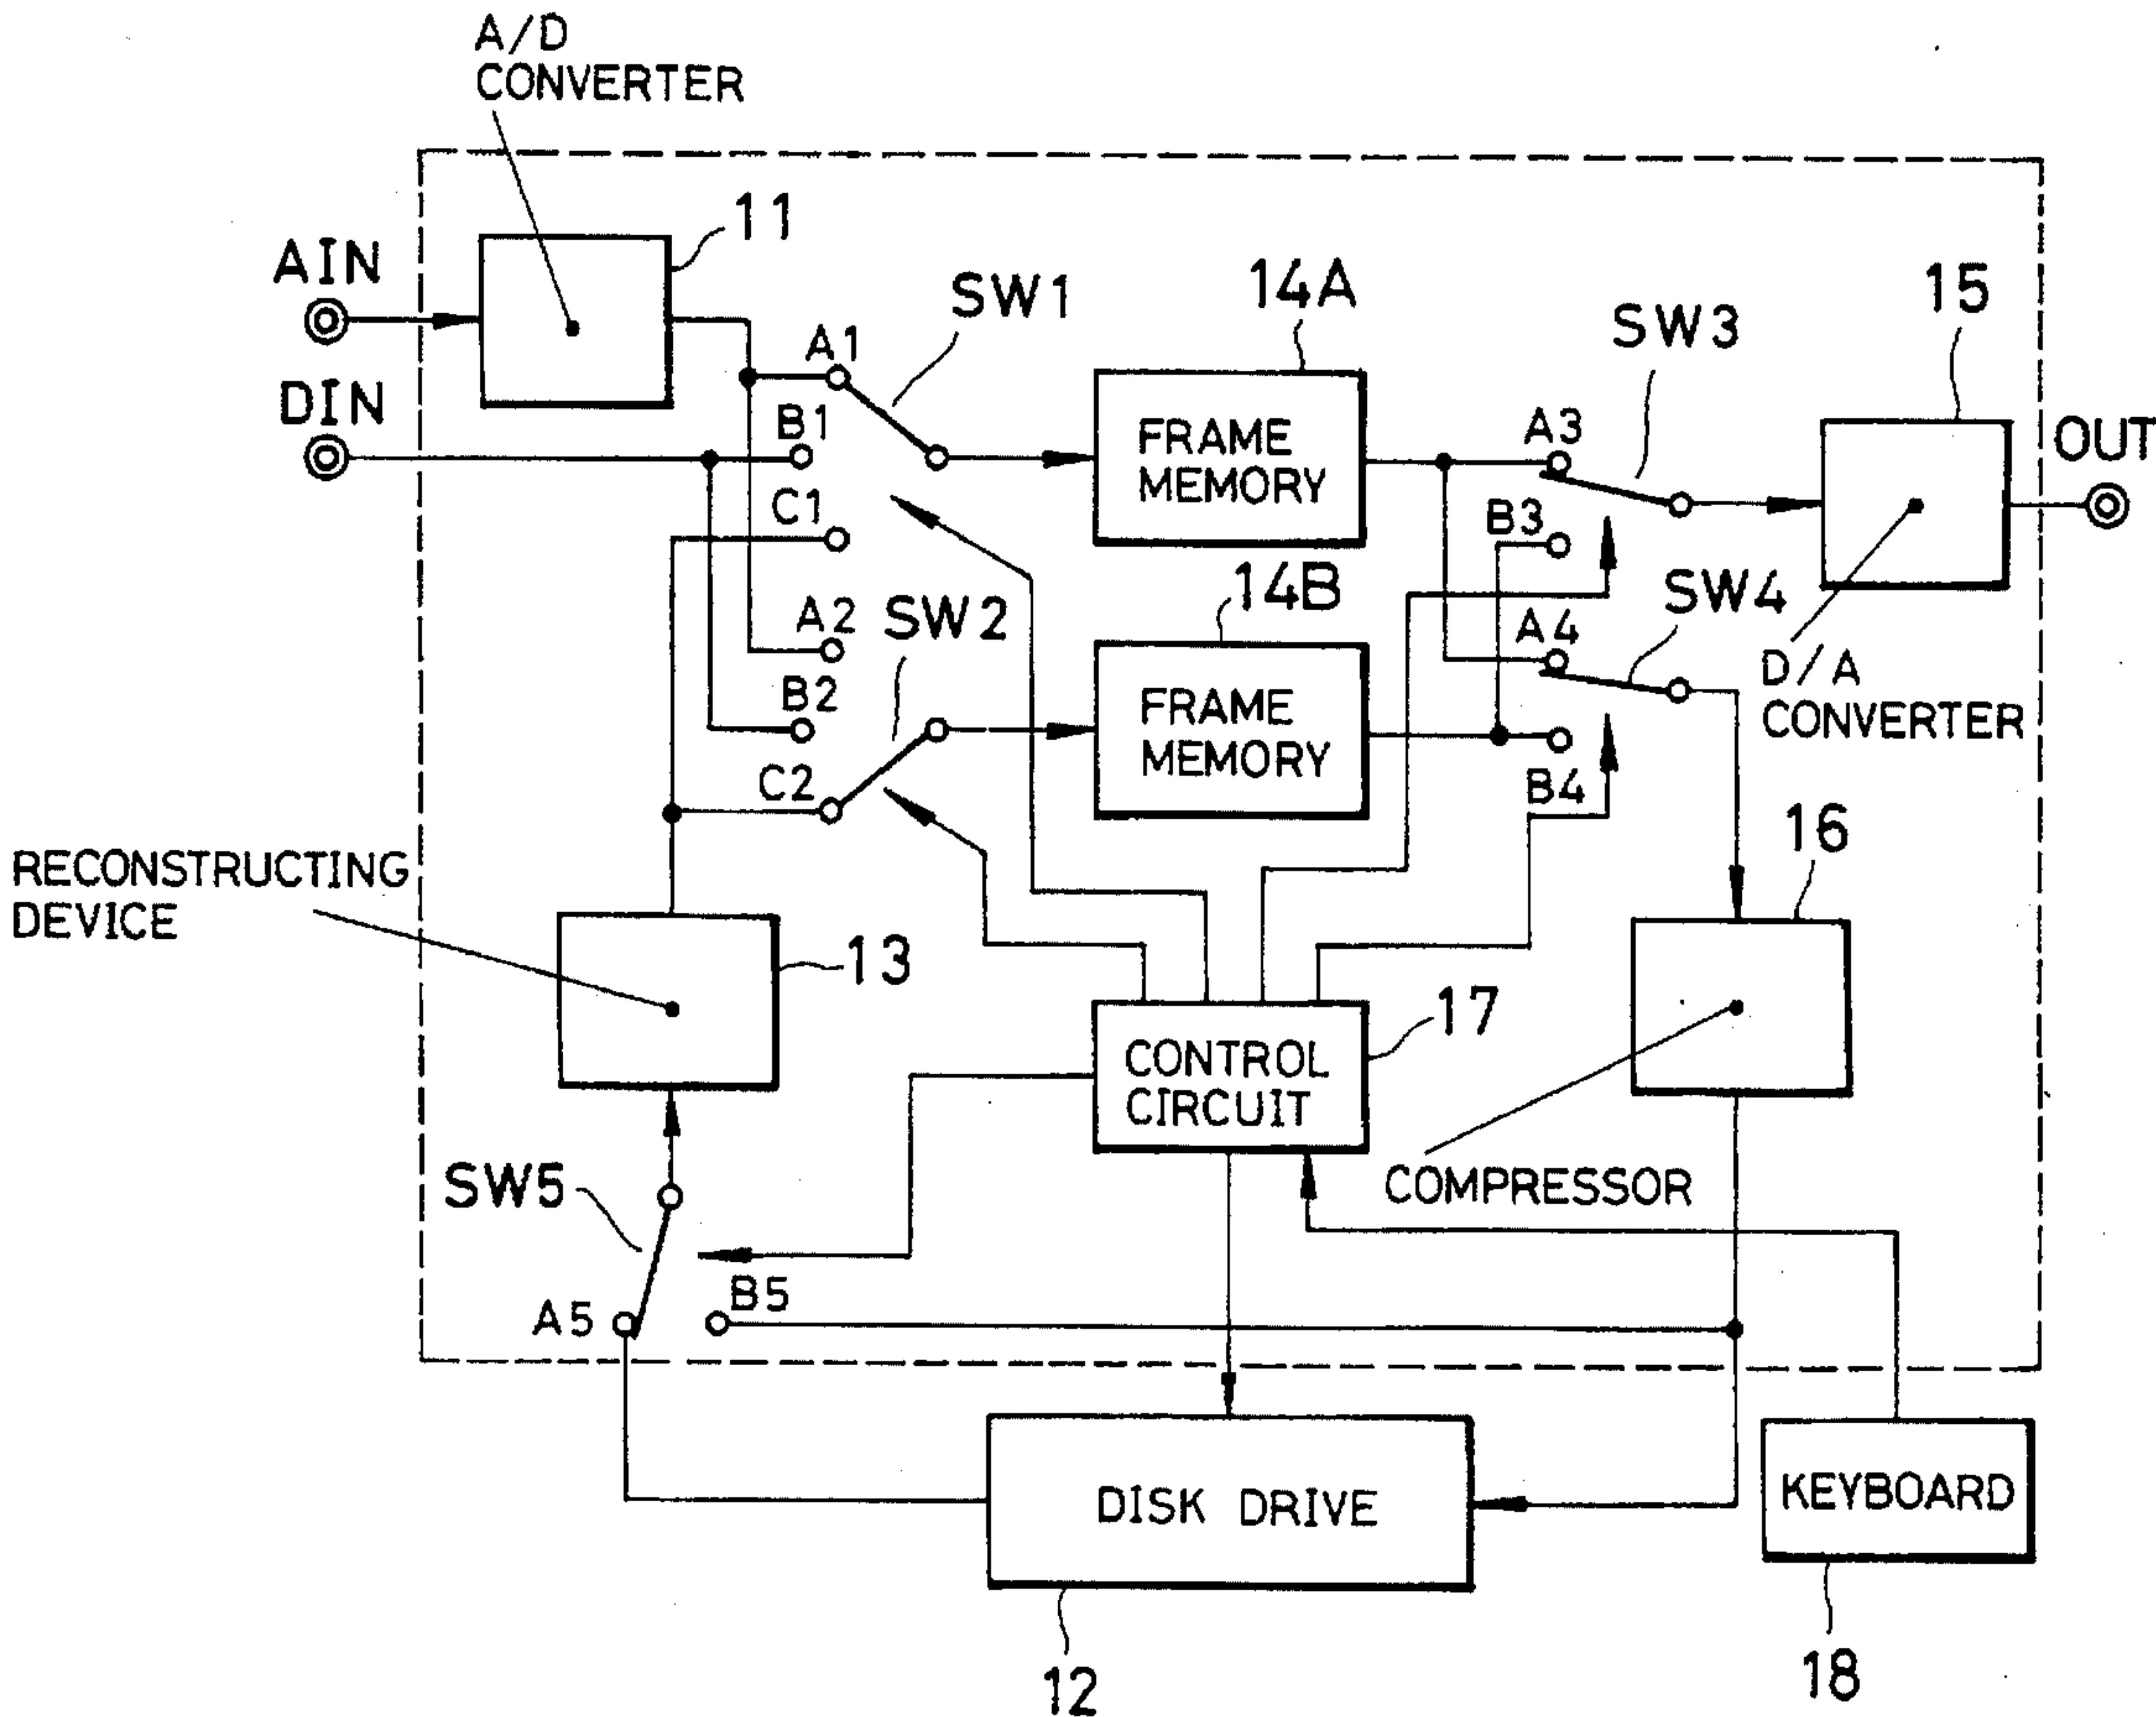 A/D
CONVERTER
11
AIN
DIN
A1
SW1
14A
FRAME
MEMORY
SW3
15
OUT
B1
C1
A3
B3
A2
SW2
14B
FRAME
MEMORY
A4
SW4
B2
C2
B4
D/A
CONVERTER
16
RECONSTRUCTING
DEVICE
13
17
CONTROL
CIRCUIT
COMPRESSOR
SW5
A5
B5
DISK DRIVE
KEYBOARD
12
18